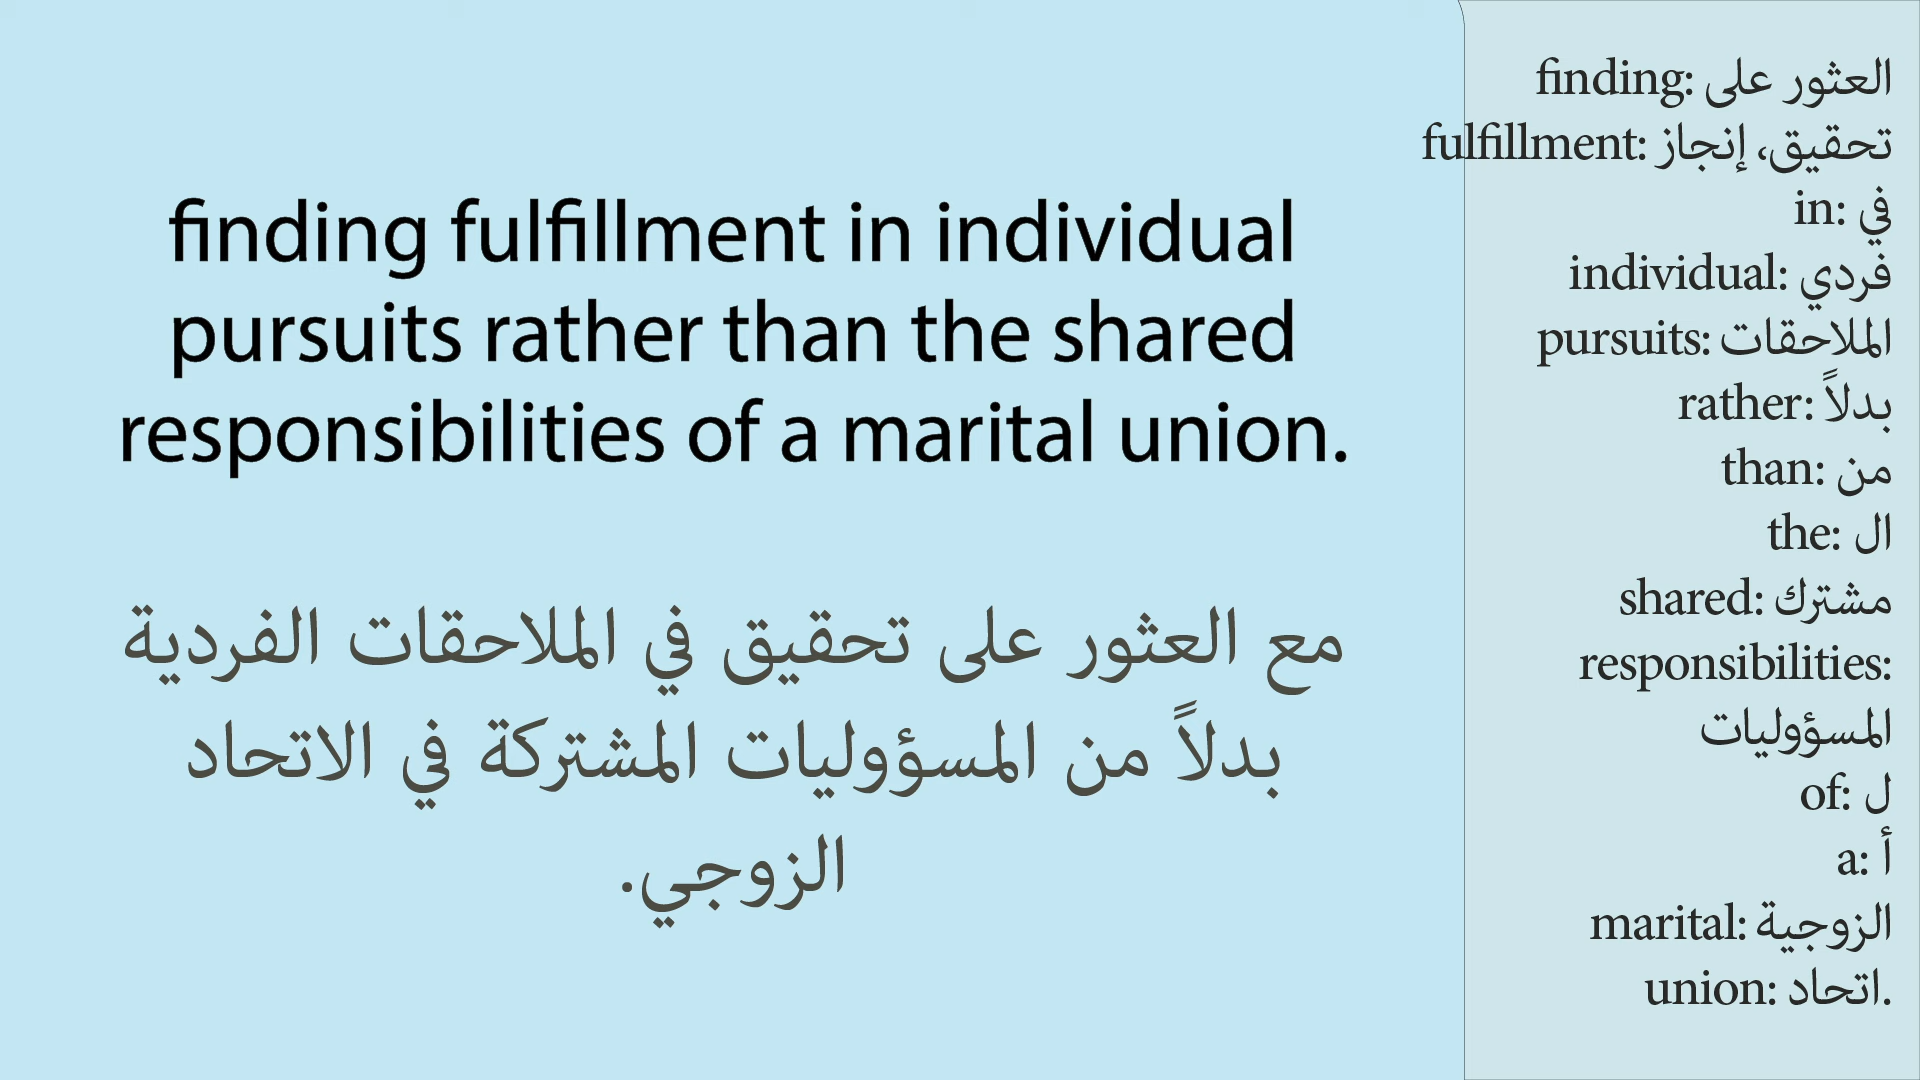 finding fulfillment in individual
pursuits rather than the shared
responsibilities of a marital union.
مع العثور على تحقيق في الملاحقات الفردية
بدلاً من المسؤوليات المشتركة في الاتحاد
الزوجي.
finding: العثور على
fulfillment: تحقيق، إنجاز
in: في
individual: فردي
pursuits: الملاحقات
rather: بدلاً
than: من
the: ال
shared: مشترك
responsibilities:
المسؤوليات
of: ل
a: أ
marital: الزوجية
union: اتحاد.